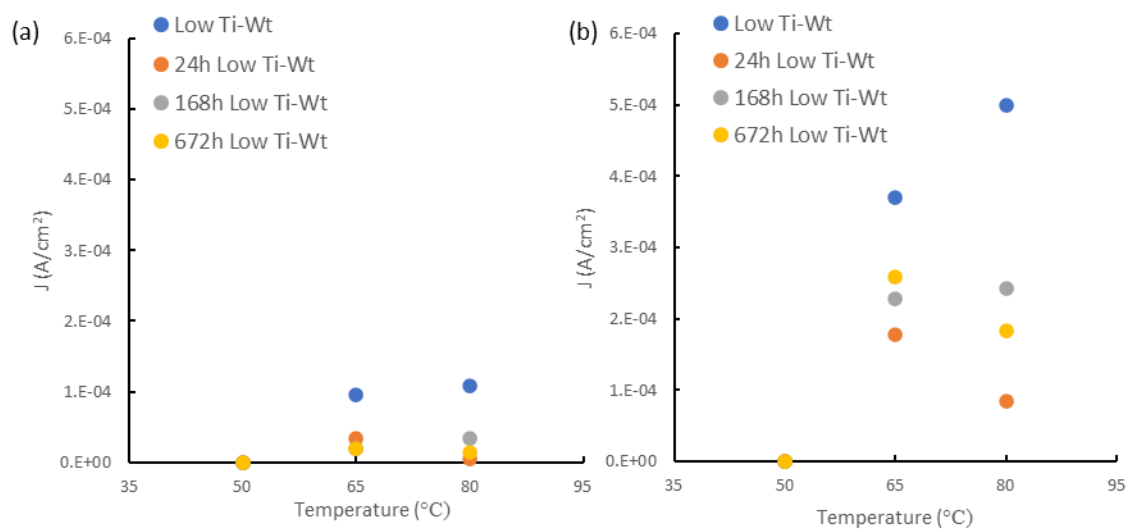 (a)
Low Ti-Wt
24h Low Ti-Wt
168h Low Ti-Wt
672h Low Ti-Wt
6.E-04
5.E-04
4.E-04
3.E-04
2.E-04
1.E-04
0.E+00
J (A/cm²)
35 50 65 80 95
Temperature (°C)
(b)
Low Ti-Wt
24h Low Ti-Wt
168h Low Ti-Wt
672h Low Ti-Wt
6.E-04
5.E-04
4.E-04
3.E-04
2.E-04
1.E-04
0.E+00
J (A/cm²)
35 50 65 80 95
Temperature (°C)